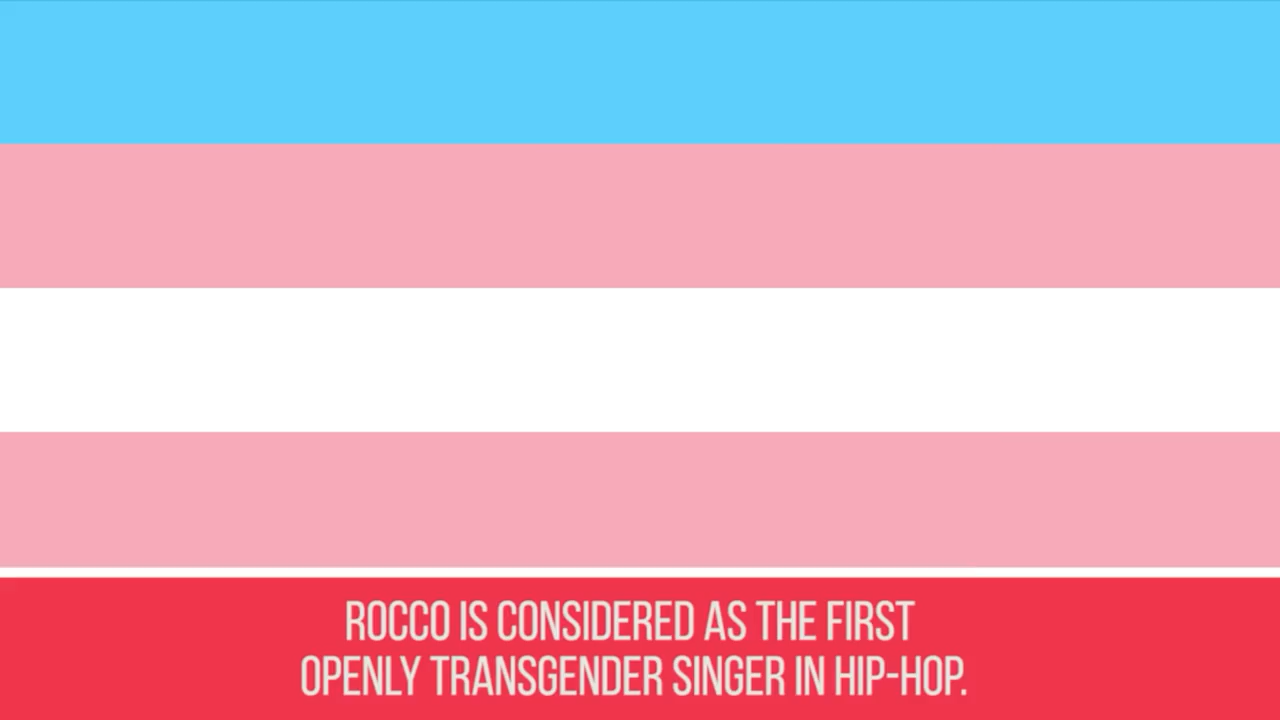 ROCCO IS CONSIDERED AS THE FIRST
OPENLY TRANSGENDER SINGER IN HIP-HOP.